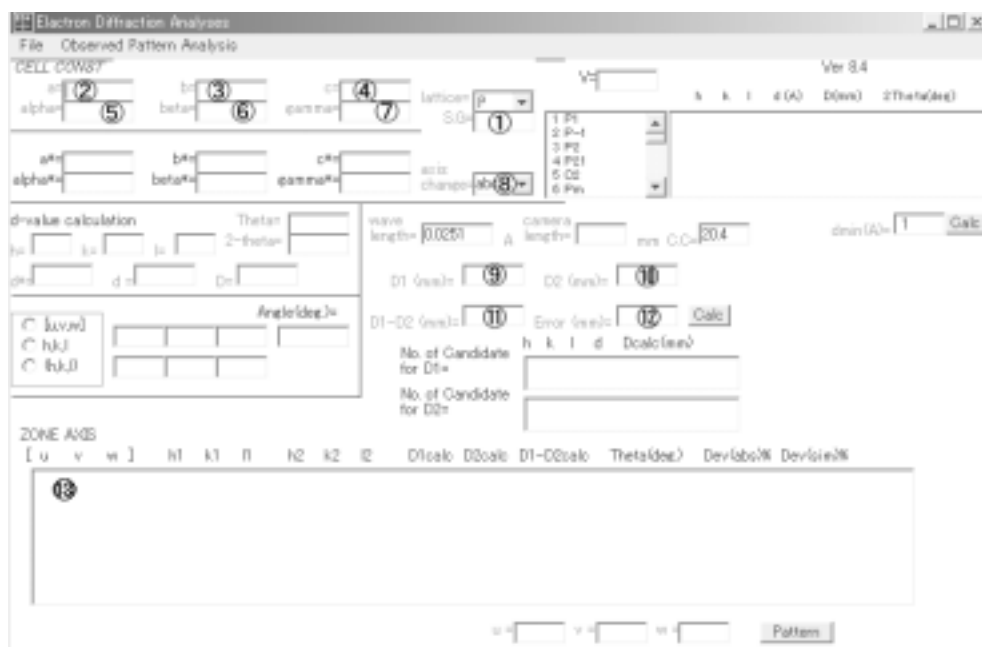 Electron Diffraction Analyses
File Observed Pattern Analysis
CELL CONST
a= ② b= ③ c= ④
alpha= ⑤ beta= ⑥ gamma= ⑦
lattice= P
S.G= ①
V=
Ver 8.4
h k l d(A) D(mm) 2Theta(deg)
1 P1
2 P-1
3 P2
4 P21
5 C2
6 Pm
a*= b*= c*=
alpha*= beta*= gamma*=
axis
change= abc ⑧
d-value calculation
Theta=
h= k= l= 2-theta=
d*= d = D=
wave
length= 0.0251 A
camera
length= mm C.C= 20.4
dmin(A)= 1 Calc
D1 (mm)= ⑨ D2 (mm)= ⑩
D1-D2 (mm)= ⑪ Error (mm)= ⑫ Calc
Angle(deg.)=
[u,v,w]
h,k,l
(h,k,l)
h k l d Dcalc(mm)
No. of Candidate
for D1=
No. of Candidate
for D2=
ZONE AXIS
[ u v w ] h1 k1 l1 h2 k2 l2 D1calc D2calc D1-D2calc Theta(deg.) Dev(abs)% Dev(sim)%
⑬
u = v = w = Pattern